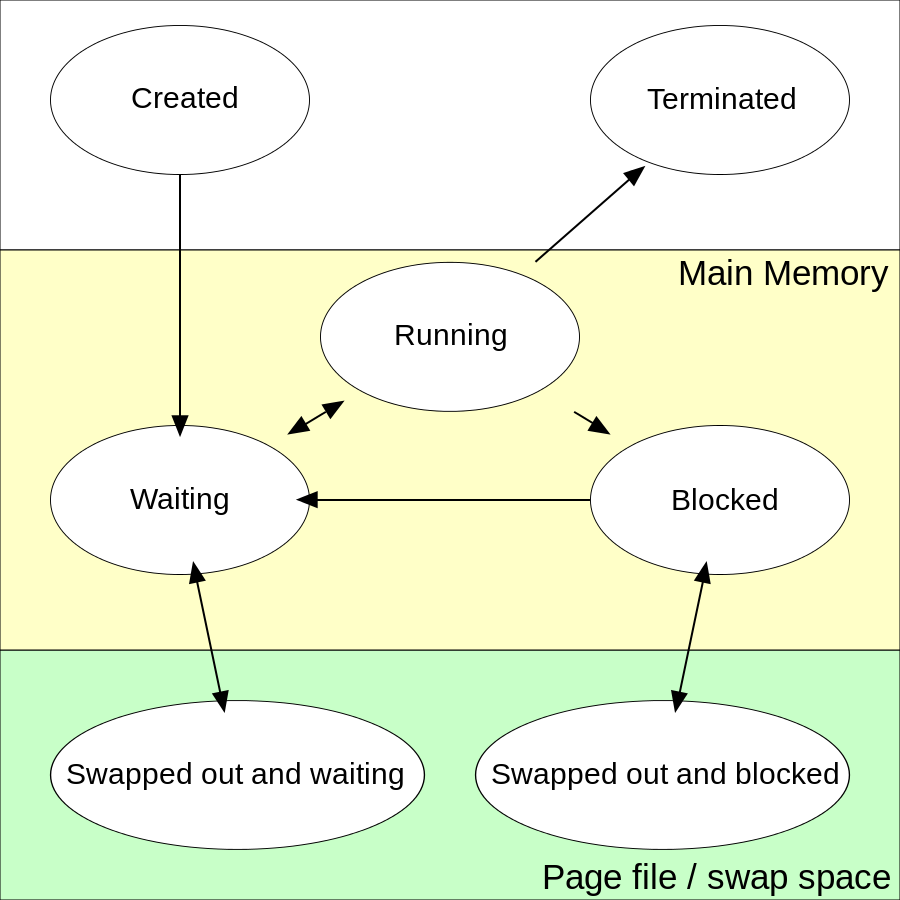 Created
Terminated
Main Memory
Running
Waiting
Blocked
Swapped out and waiting
Swapped out and blocked
Page file / swap space